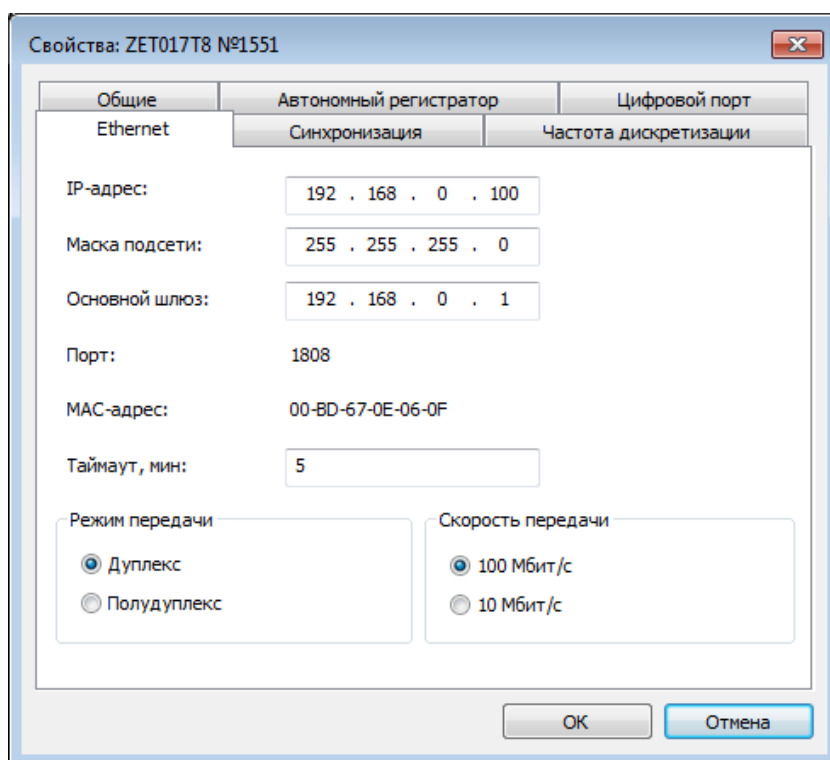 Свойства: ZET017T8 №1551
Общие Автономный регистратор Цифровой порт
Ethernet Синхронизация Частота дискретизации
IP-адрес: 192 . 168 . 0 . 100
Маска подсети: 255 . 255 . 255 . 0
Основной шлюз: 192 . 168 . 0 . 1
Порт: 1808
MAC-адрес: 00-BD-67-0E-06-0F
Таймаут, мин: 5
Режим передачи Скорость передачи
Дуплекс 100 Мбит/с
Полудуплекс 10 Мбит/с
OK Отмена